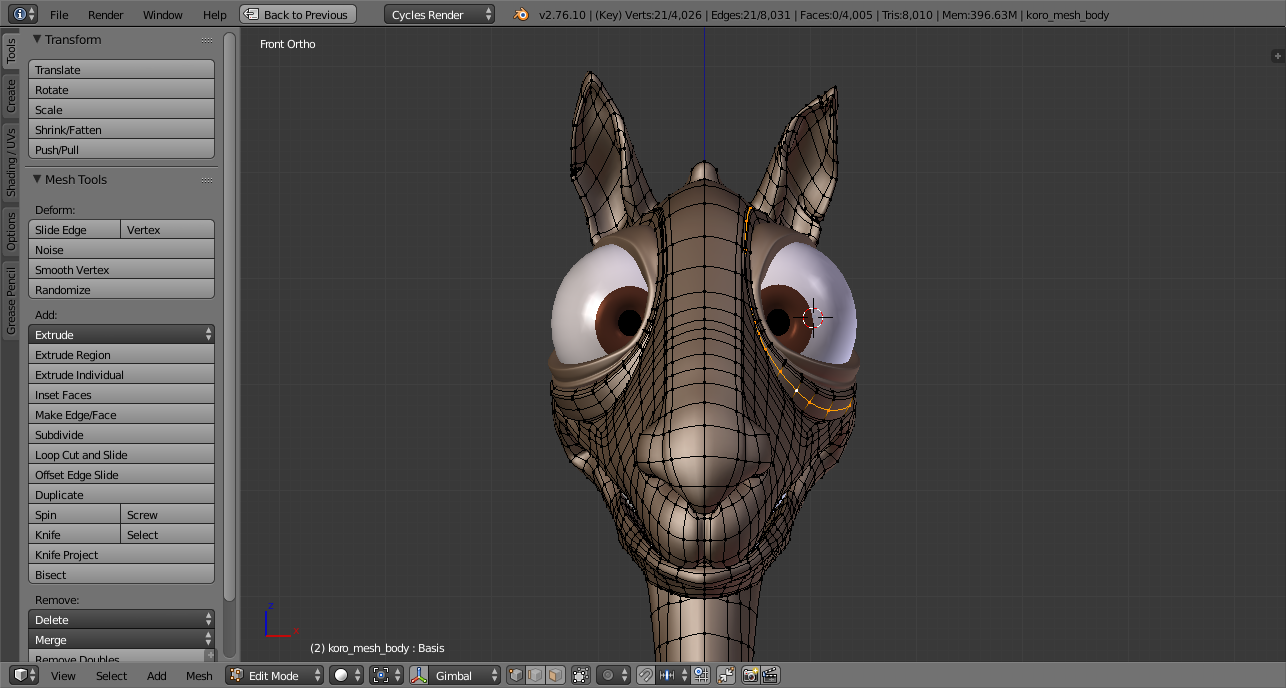 File Render Window Help Back to Previous Cycles Render v2.76.10 | (Key) Verts:21/4,026 | Edges:21/8,031 | Faces:0/4,005 | Tris:8,010 | Mem:396.63M | koro_mesh_body
Tools
Create
Shading / UVs
Options
Grease Pencil
Transform
Translate
Rotate
Scale
Shrink/Fatten
Push/Pull
Mesh Tools
Deform:
Slide Edge Vertex
Noise
Smooth Vertex
Randomize
Add:
Extrude
Extrude Region
Extrude Individual
Inset Faces
Make Edge/Face
Subdivide
Loop Cut and Slide
Offset Edge Slide
Duplicate
Spin Screw
Knife Select
Knife Project
Bisect
Remove:
Delete
Merge
Remove Doubles
Front Ortho
z
x
(2) koro_mesh_body : Basis
View Select Add Mesh Edit Mode Gimbal